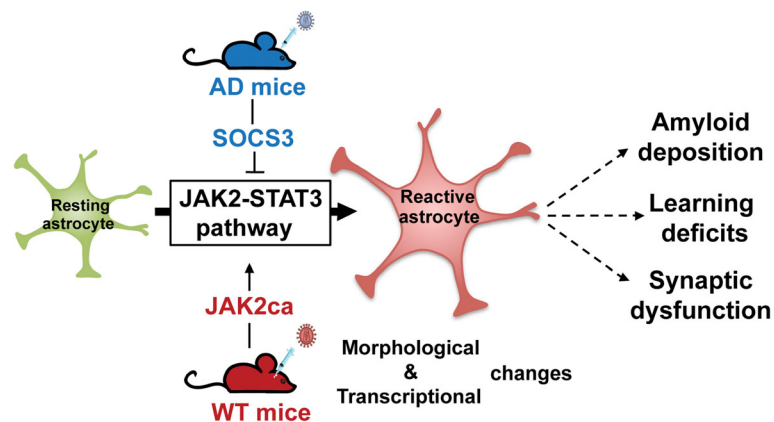 AD mice
SOCS3
Resting
astrocyte
JAK2-STAT3
pathway
Reactive
astrocyte
Amyloid
deposition
Learning
deficits
Synaptic
dysfunction
JAK2ca
WT mice
Morphological
&
Transcriptional
changes